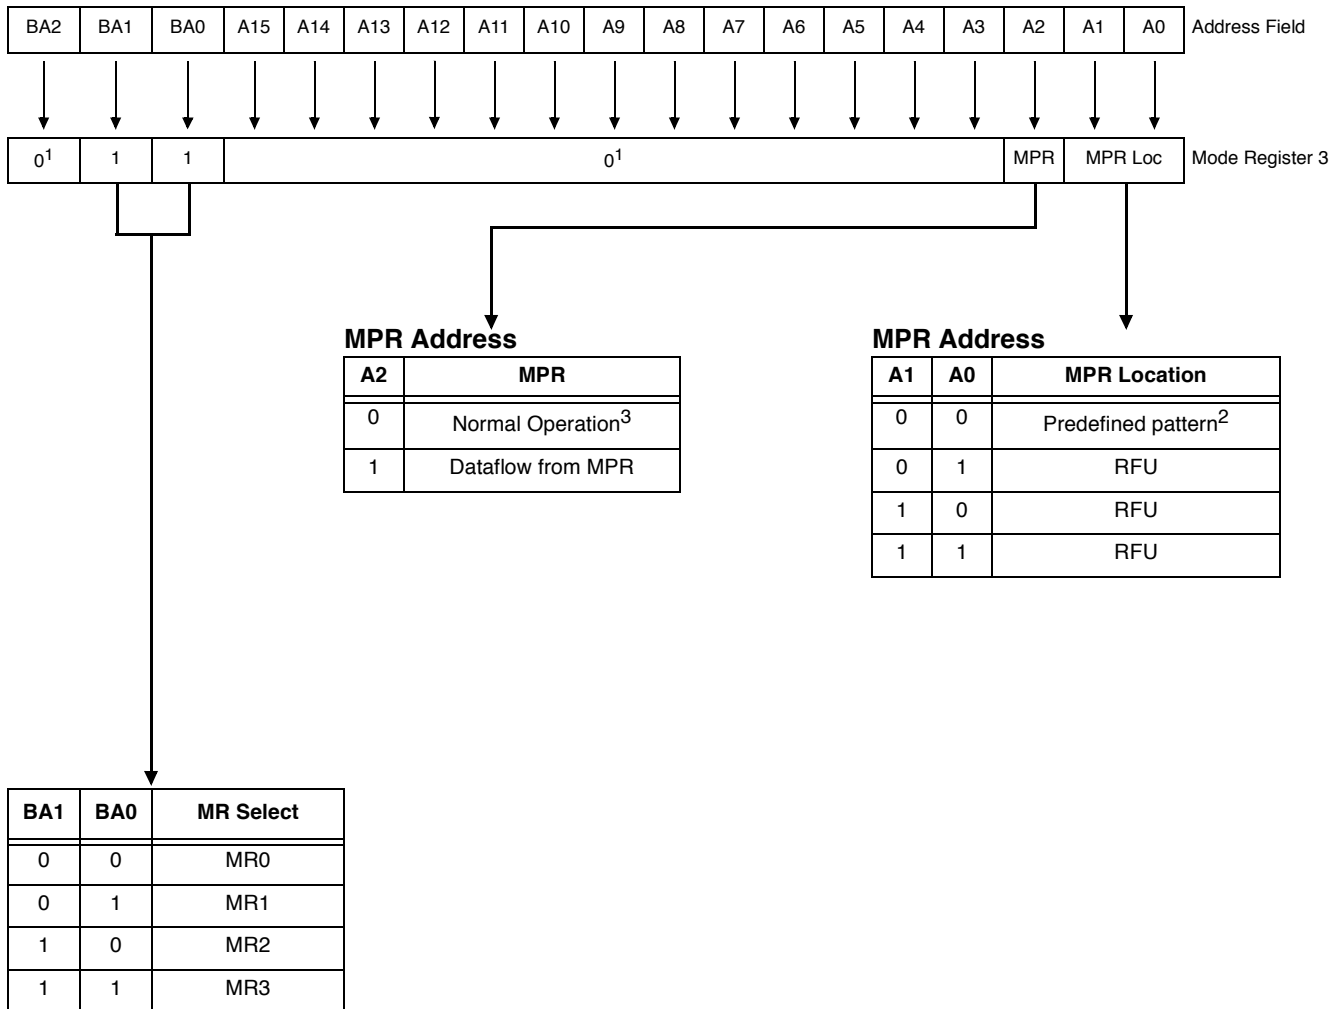 BA2 BA1 BA0 A15 A14 A13 A12 A11 A10 A9 A8 A7 A6 A5 A4 A3 A2 A1 A0 Address Field
0¹ 1 1 0¹ MPR MPR Loc Mode Register 3
MPR Address
A2 MPR
0 Normal Operation³
1 Dataflow from MPR
MPR Address
A1 A0 MPR Location
0 0 Predefined pattern²
0 1 RFU
1 0 RFU
1 1 RFU
BA1 BA0 MR Select
0 0 MR0
0 1 MR1
1 0 MR2
1 1 MR3